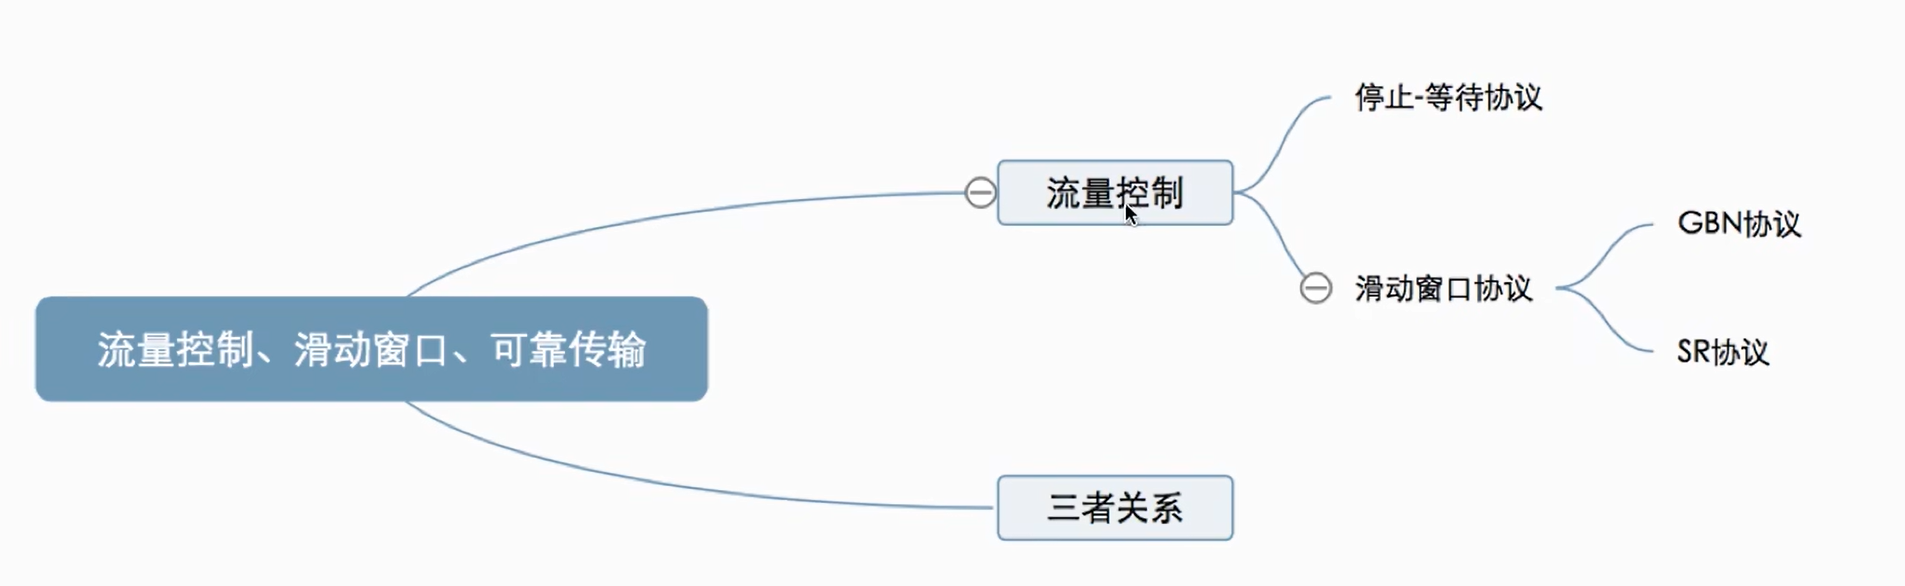 停止-等待协议
流量控制
GBN协议
滑动窗口协议
流量控制、滑动窗口、可靠传输
SR协议
三者关系